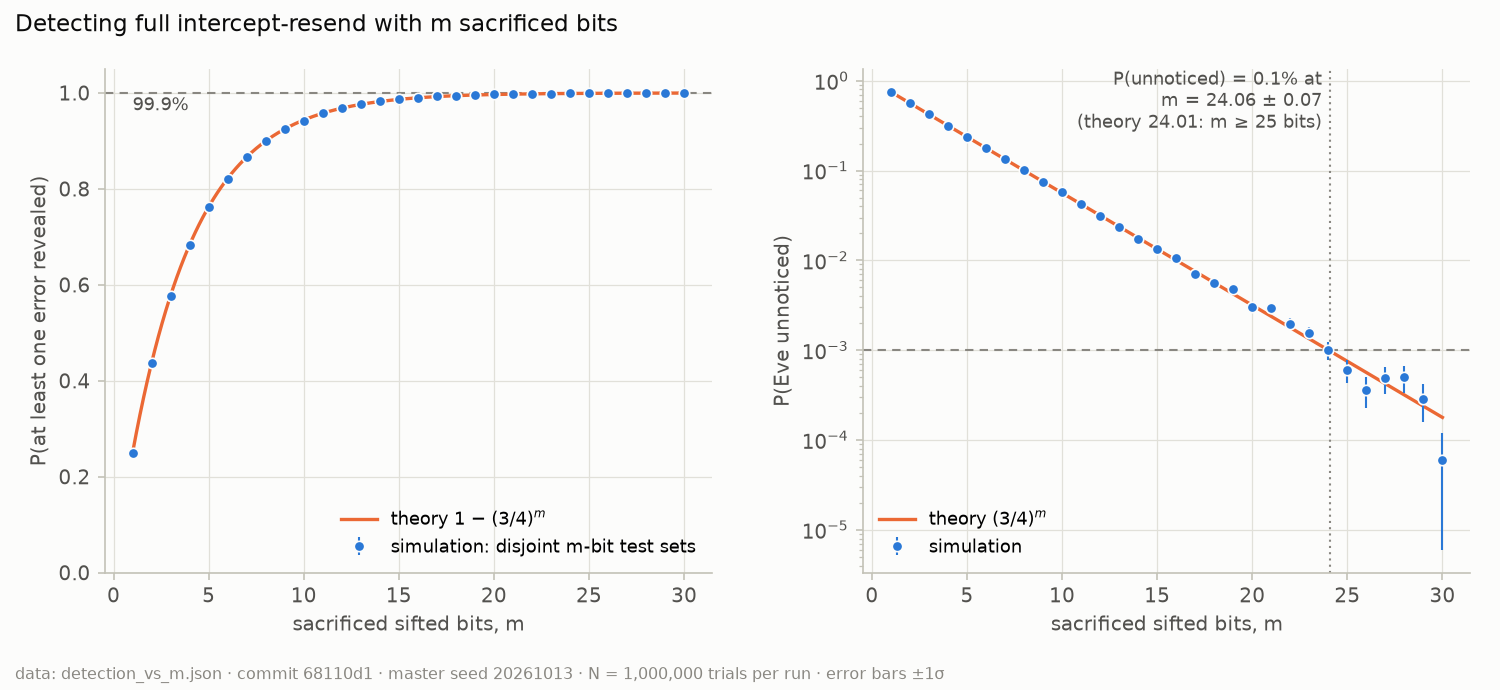 Detecting full intercept-resend with m sacrificed bits
P(at least one error revealed)
1.0
0.8
0.6
0.4
0.2
0.0
99.9%
theory 1 − (3/4)^m
simulation: disjoint m-bit test sets
0 5 10 15 20 25 30
sacrificed sifted bits, m
P(Eve unnoticed)
10⁰
10⁻¹
10⁻²
10⁻³
10⁻⁴
10⁻⁵
P(unnoticed) = 0.1% at
m = 24.06 ± 0.07
(theory 24.01: m ≥ 25 bits)
theory (3/4)^m
simulation
0 5 10 15 20 25 30
sacrificed sifted bits, m
data: detection_vs_m.json · commit 68110d1 · master seed 20261013 · N = 1,000,000 trials per run · error bars ±1σ